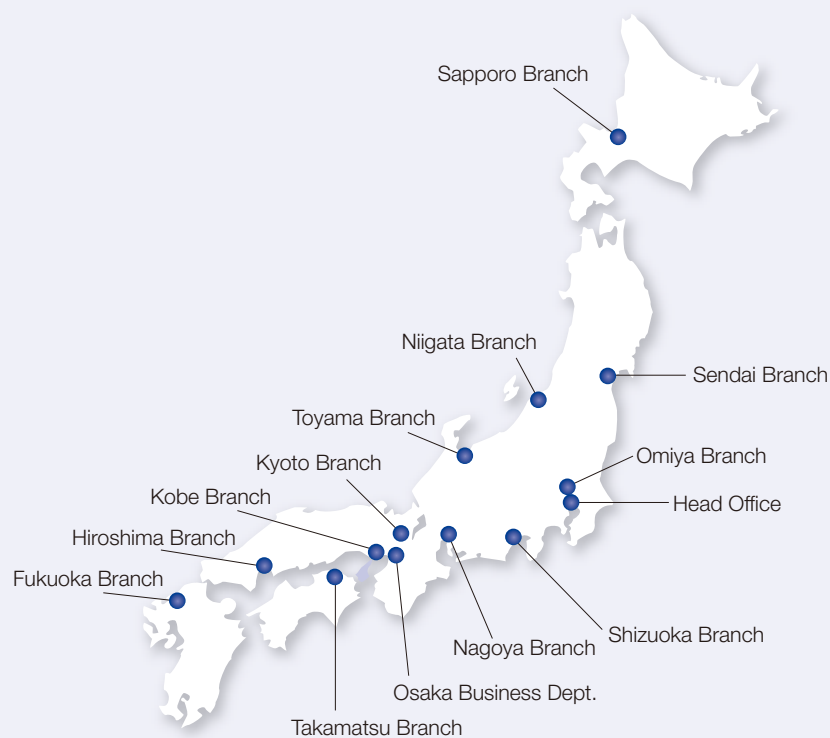 Sapporo Branch
Niigata Branch
Sendai Branch
Toyama Branch
Kyoto Branch
Omiya Branch
Kobe Branch
Head Office
Hiroshima Branch
Fukuoka Branch
Shizuoka Branch
Nagoya Branch
Osaka Business Dept.
Takamatsu Branch